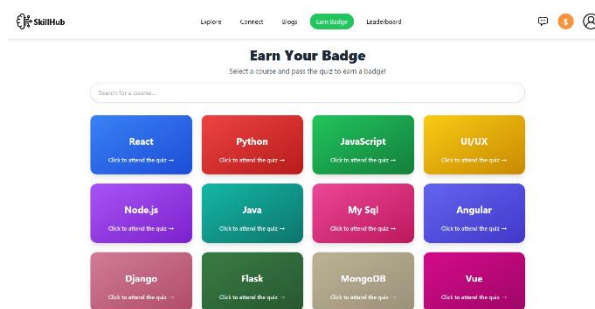 SkillHub Explore Connect Blogs Earn Badge Leaderboard $
Earn Your Badge
Select a course and pass the quiz to earn a badge!
Search for a course...
React Python JavaScript UI/UX
Click to attend the quiz → Click to attend the quiz → Click to attend the quiz → Click to attend the quiz →
Node.js Java My Sql Angular
Click to attend the quiz → Click to attend the quiz → Click to attend the quiz → Click to attend the quiz →
Django Flask MongoDB Vue
Click to attend the quiz → Click to attend the quiz → Click to attend the quiz → Click to attend the quiz →